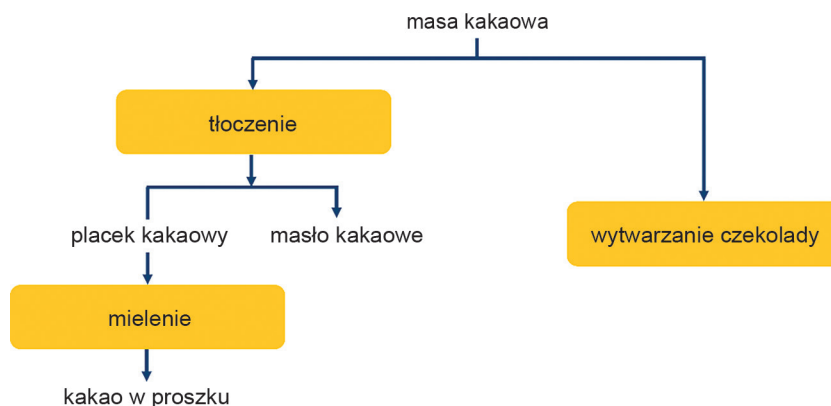 masa kakaowa
tłoczenie
placek kakaowy
masło kakaowe
wytwarzanie czekolady
mielenie
kakao w proszku